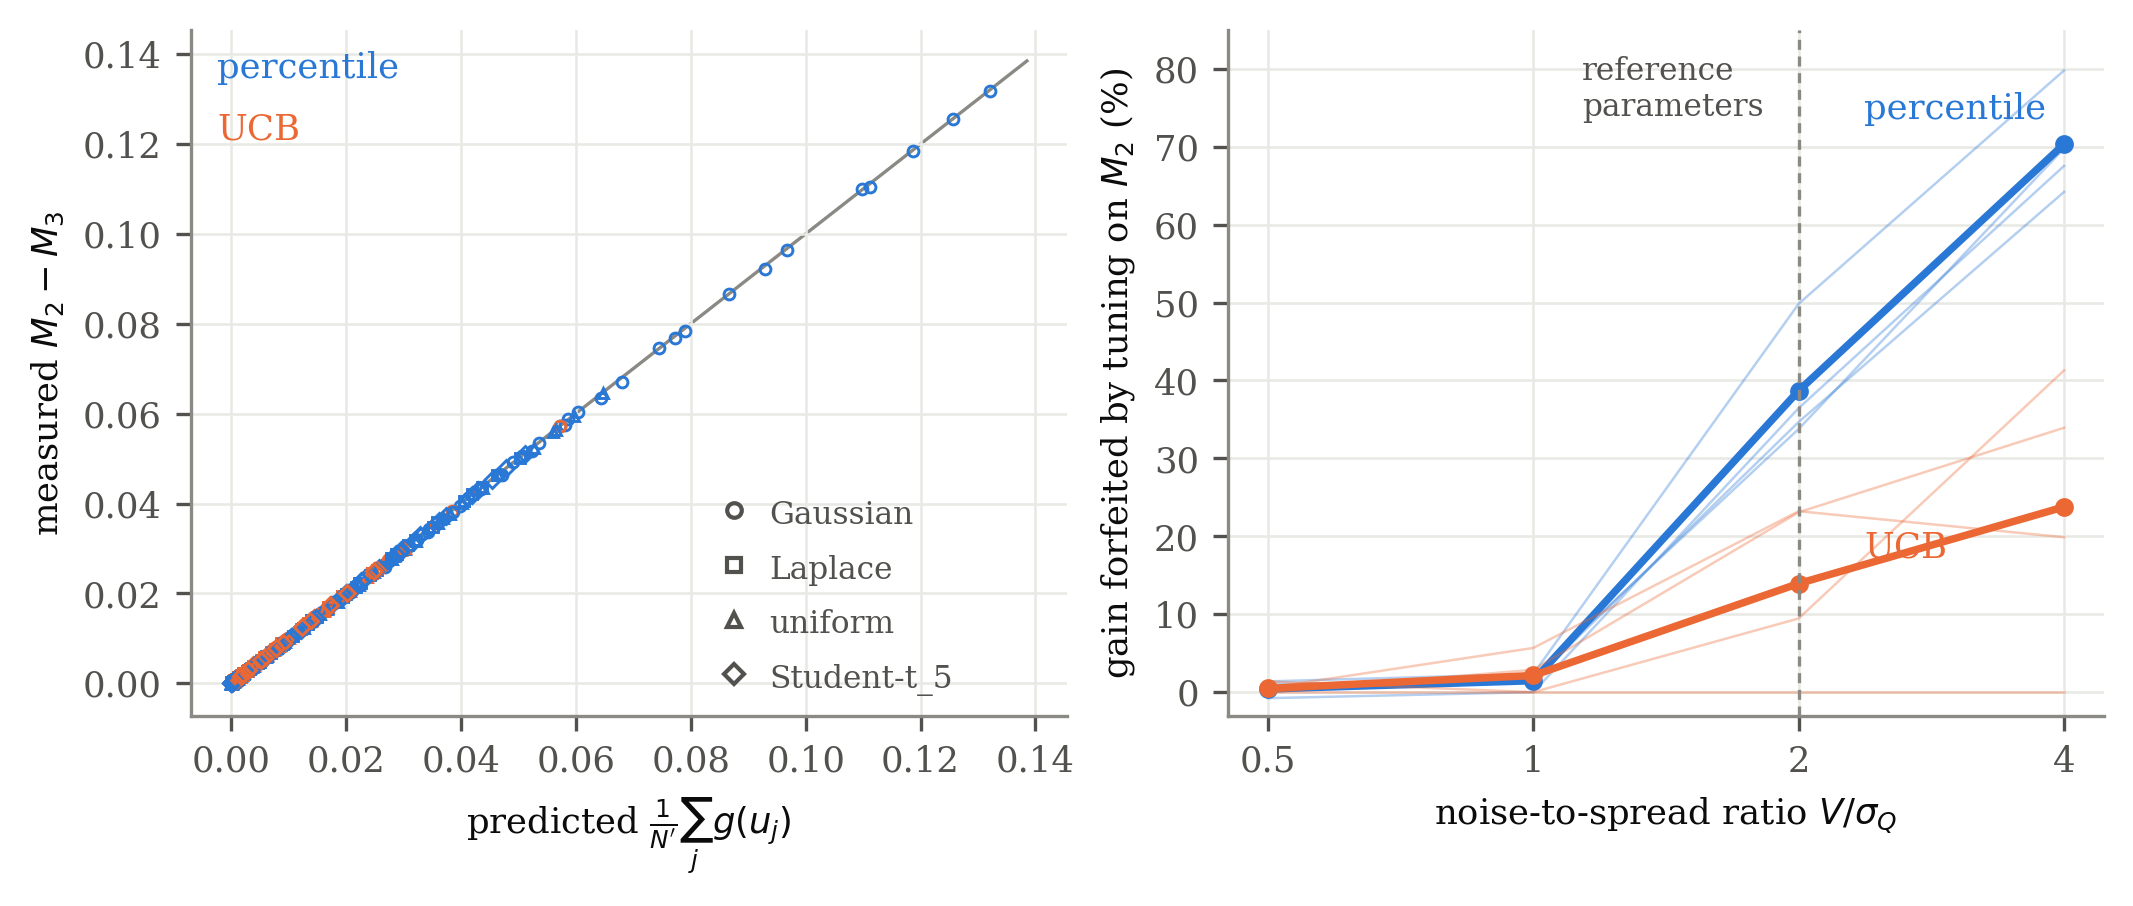 0.14
0.12
0.10
0.08
0.06
0.04
0.02
0.00
measured M₂ − M₃
percentile
UCB
Gaussian
Laplace
uniform
Student-t_5
0.00 0.02 0.04 0.06 0.08 0.10 0.12 0.14
predicted 1/N′ ∑_j g(u_j)
80
70
60
50
40
30
20
10
0
gain forfeited by tuning on M₂ (%)
reference
parameters
percentile
UCB
0.5 1 2 4
noise-to-spread ratio V/σ_Q